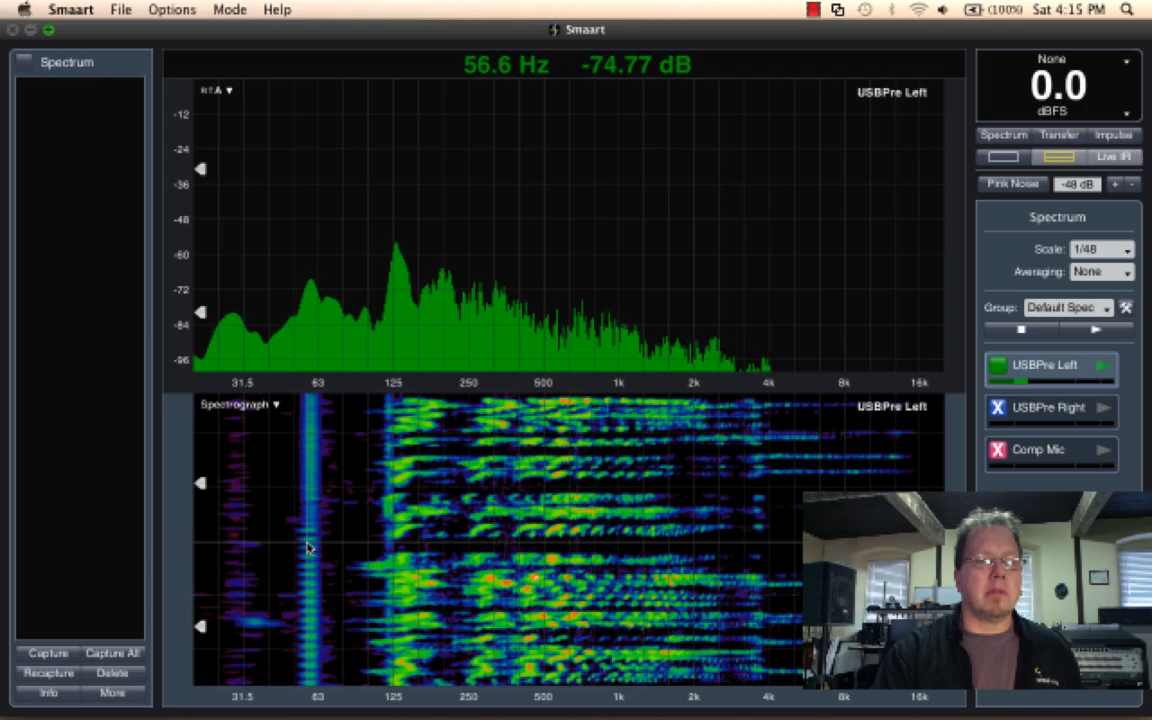 Smaart File Options Mode Help (100%) Sat 4:15 PM
Smaart
Spectrum
56.6 Hz -74.77 dB
RTA
USBPre Left
-12
-24
-36
-48
-60
-72
-84
-96
31.5 63 125 250 500 1k 2k 4k 8k 16k
Spectrograph
USBPre Left
31.5 63 125 250 500 1k 2k 4k 8k 16k
Capture Capture All
Recapture Delete
Info More
None
0.0
dBFS
Spectrum Transfer Impulse
Live IR
Pink Noise -48 dB + -
Spectrum
Scale: 1/48
Averaging: None
Group: Default Spec
USBPre Left
X USBPre Right
X Comp Mic